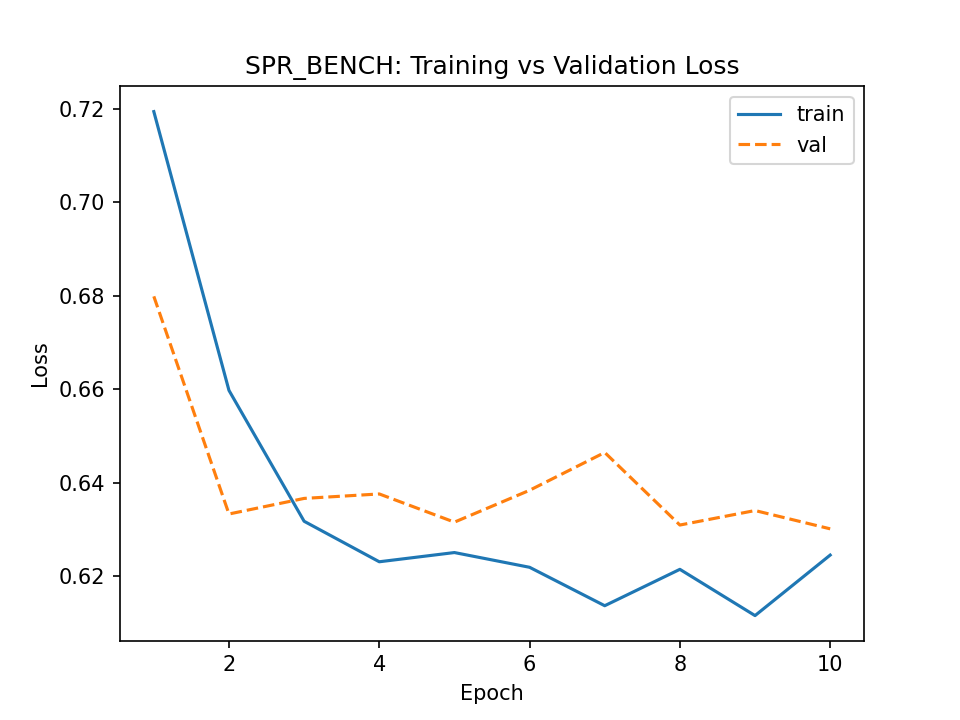 SPR_BENCH: Training vs Validation Loss
train
val
0.72
0.70
0.68
0.66
0.64
0.62
Loss
2
4
6
8
10
Epoch